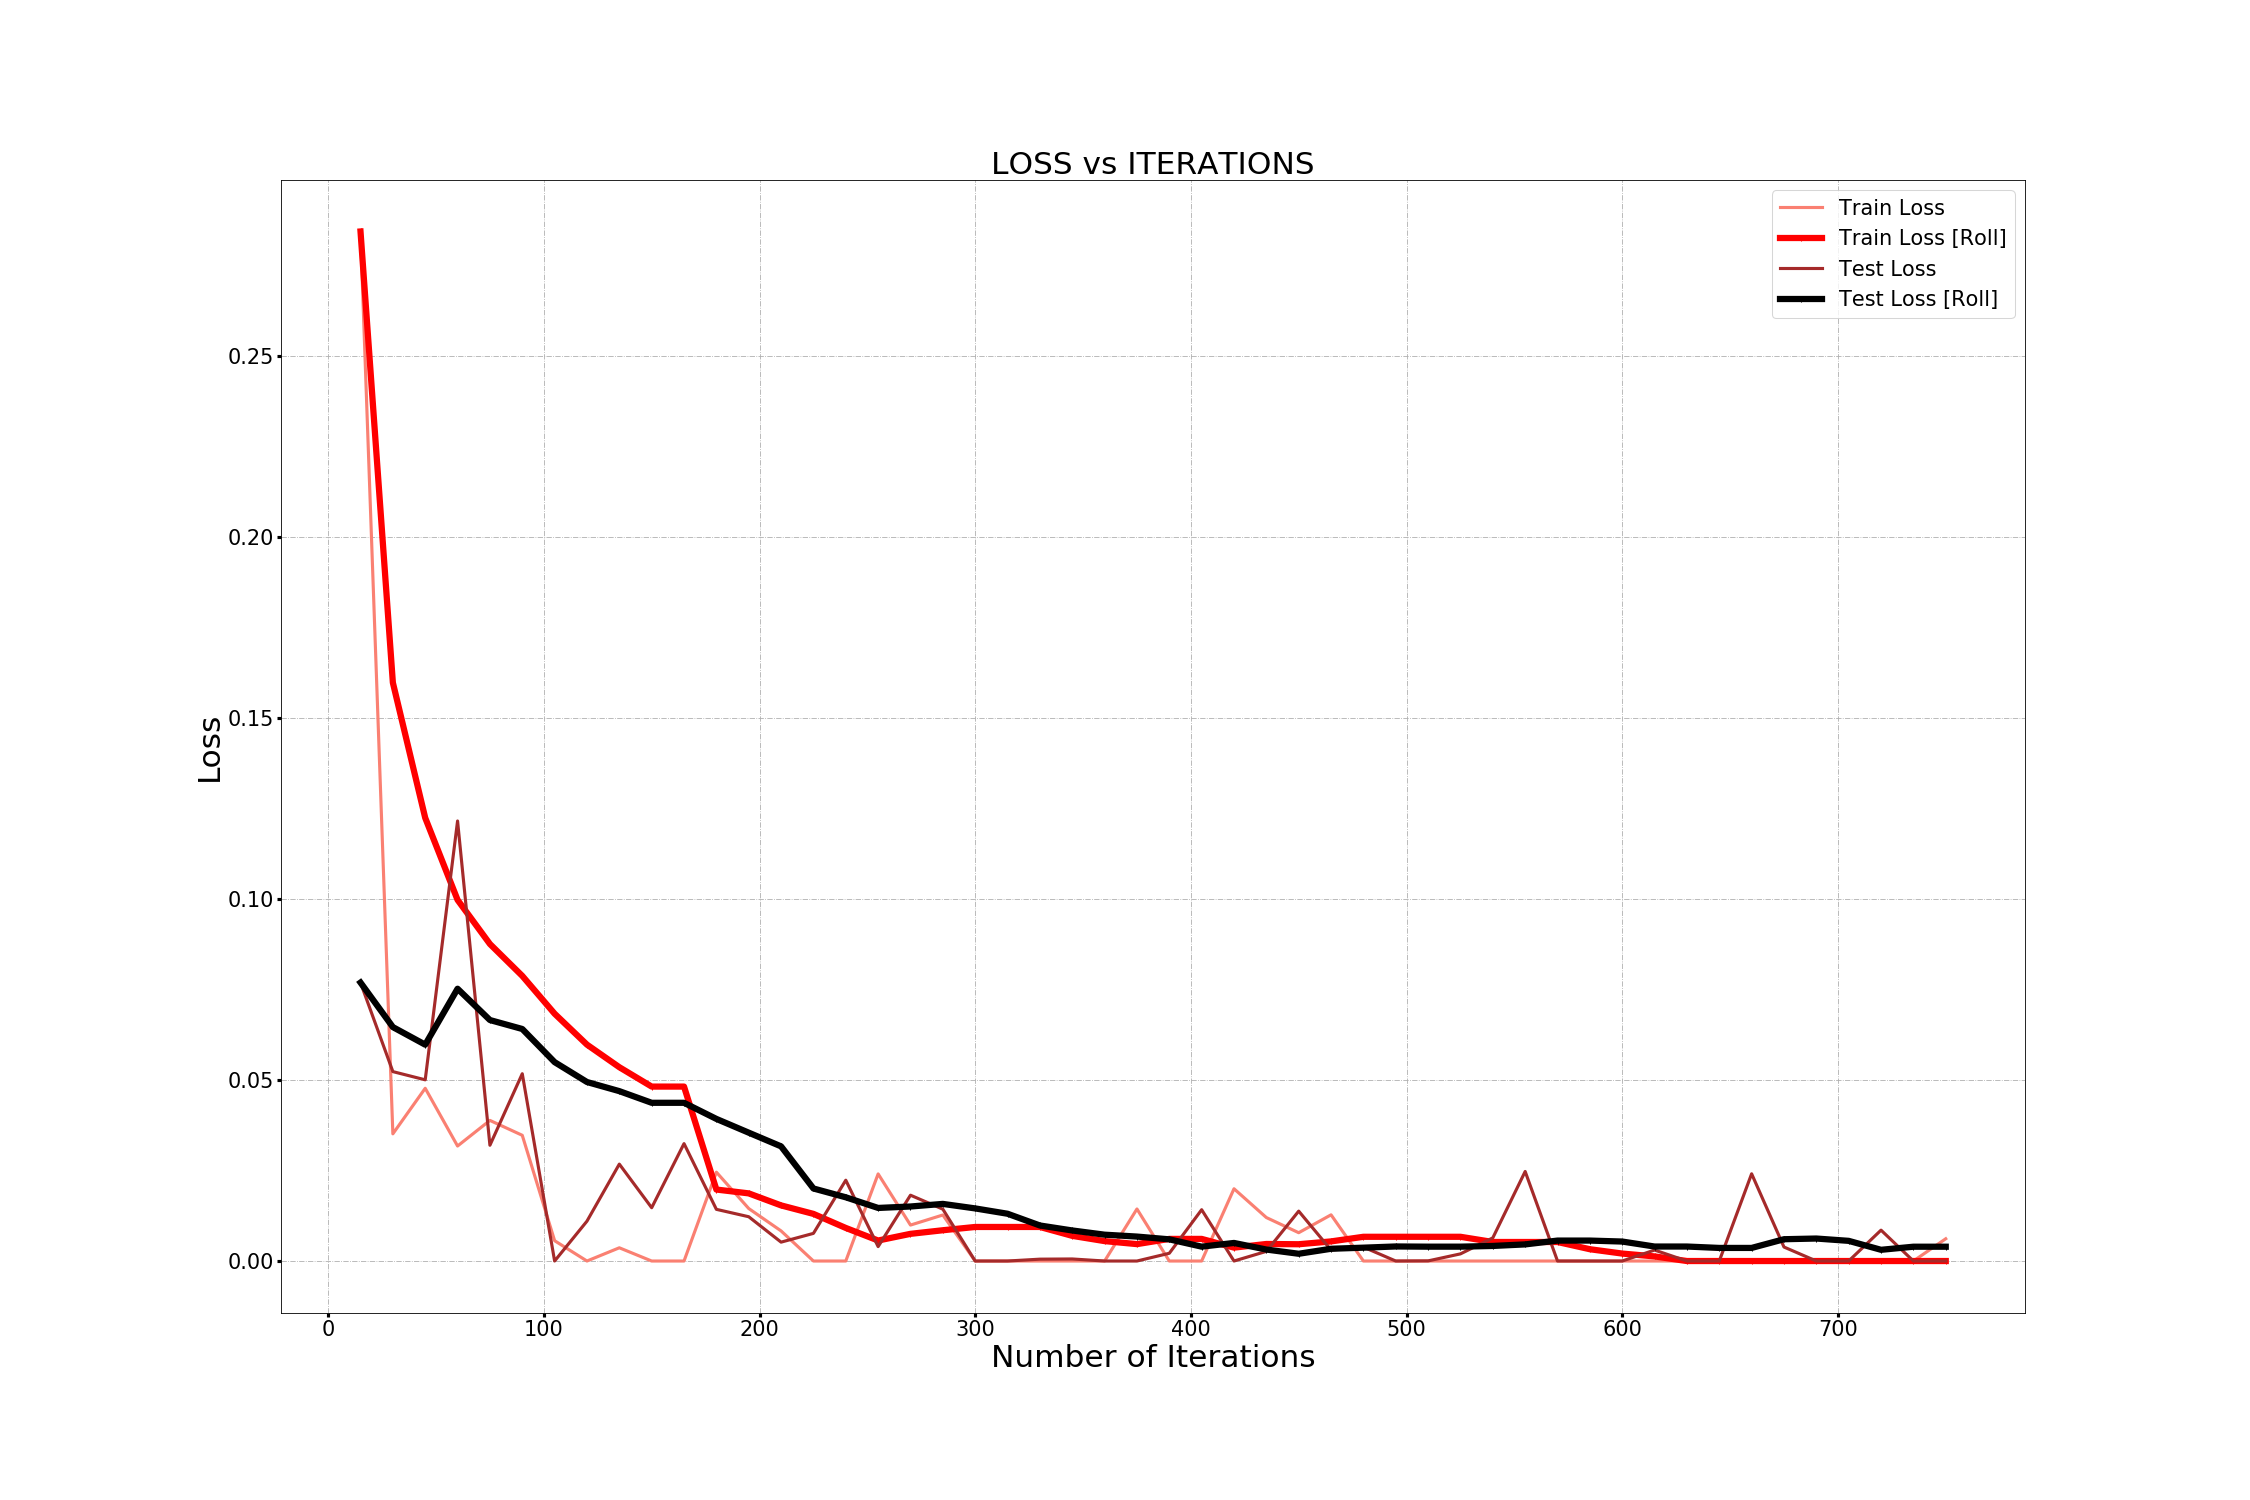 LOSS vs ITERATIONS
Train Loss
Train Loss [Roll]
Test Loss
Test Loss [Roll]
Loss
0.25
0.20
0.15
0.10
0.05
0.00
0 100 200 300 400 500 600 700
Number of Iterations